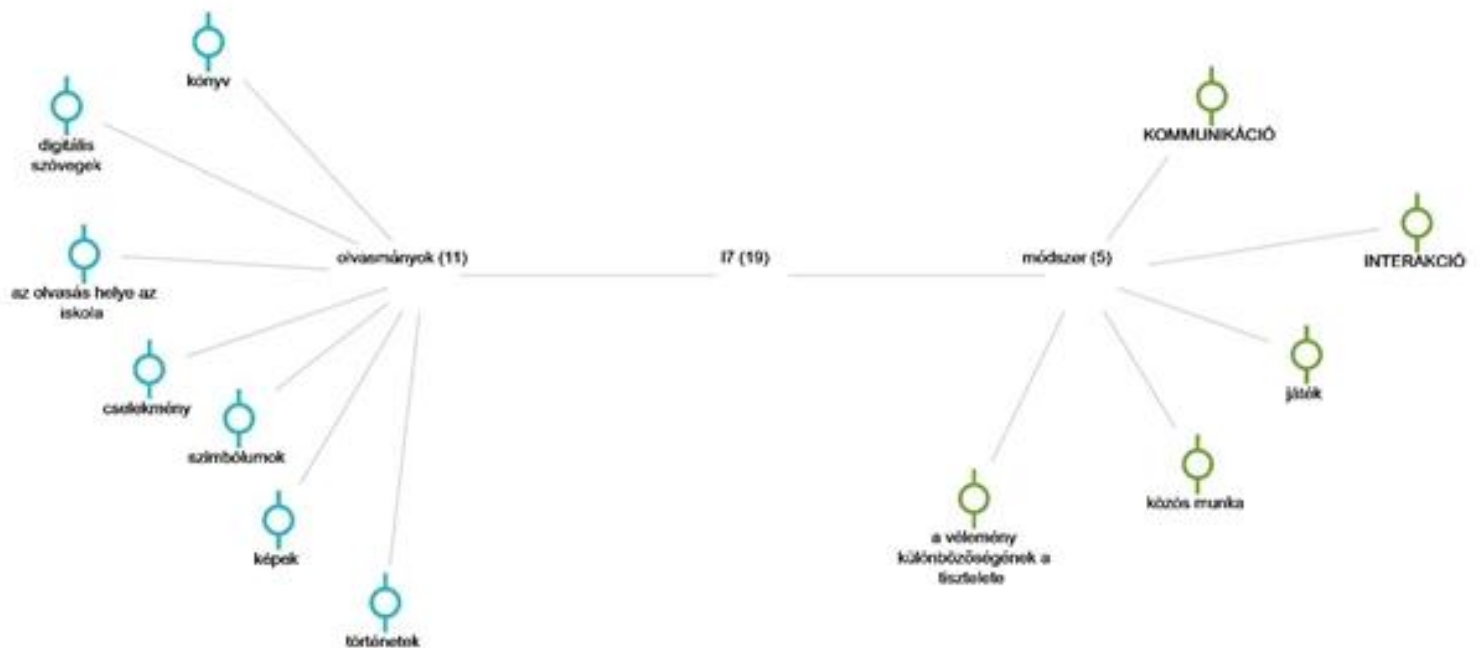 könyv
digitális
szövegek
az olvasás helye az
iskola
cselekmény
szimbólumok
képek
történetek
olvasmányok (11)
I7 (19)
módszer (5)
KOMMUNIKÁCIÓ
INTERAKCIÓ
játék
közös munka
a vélemény
különbözőségének a
tisztelete